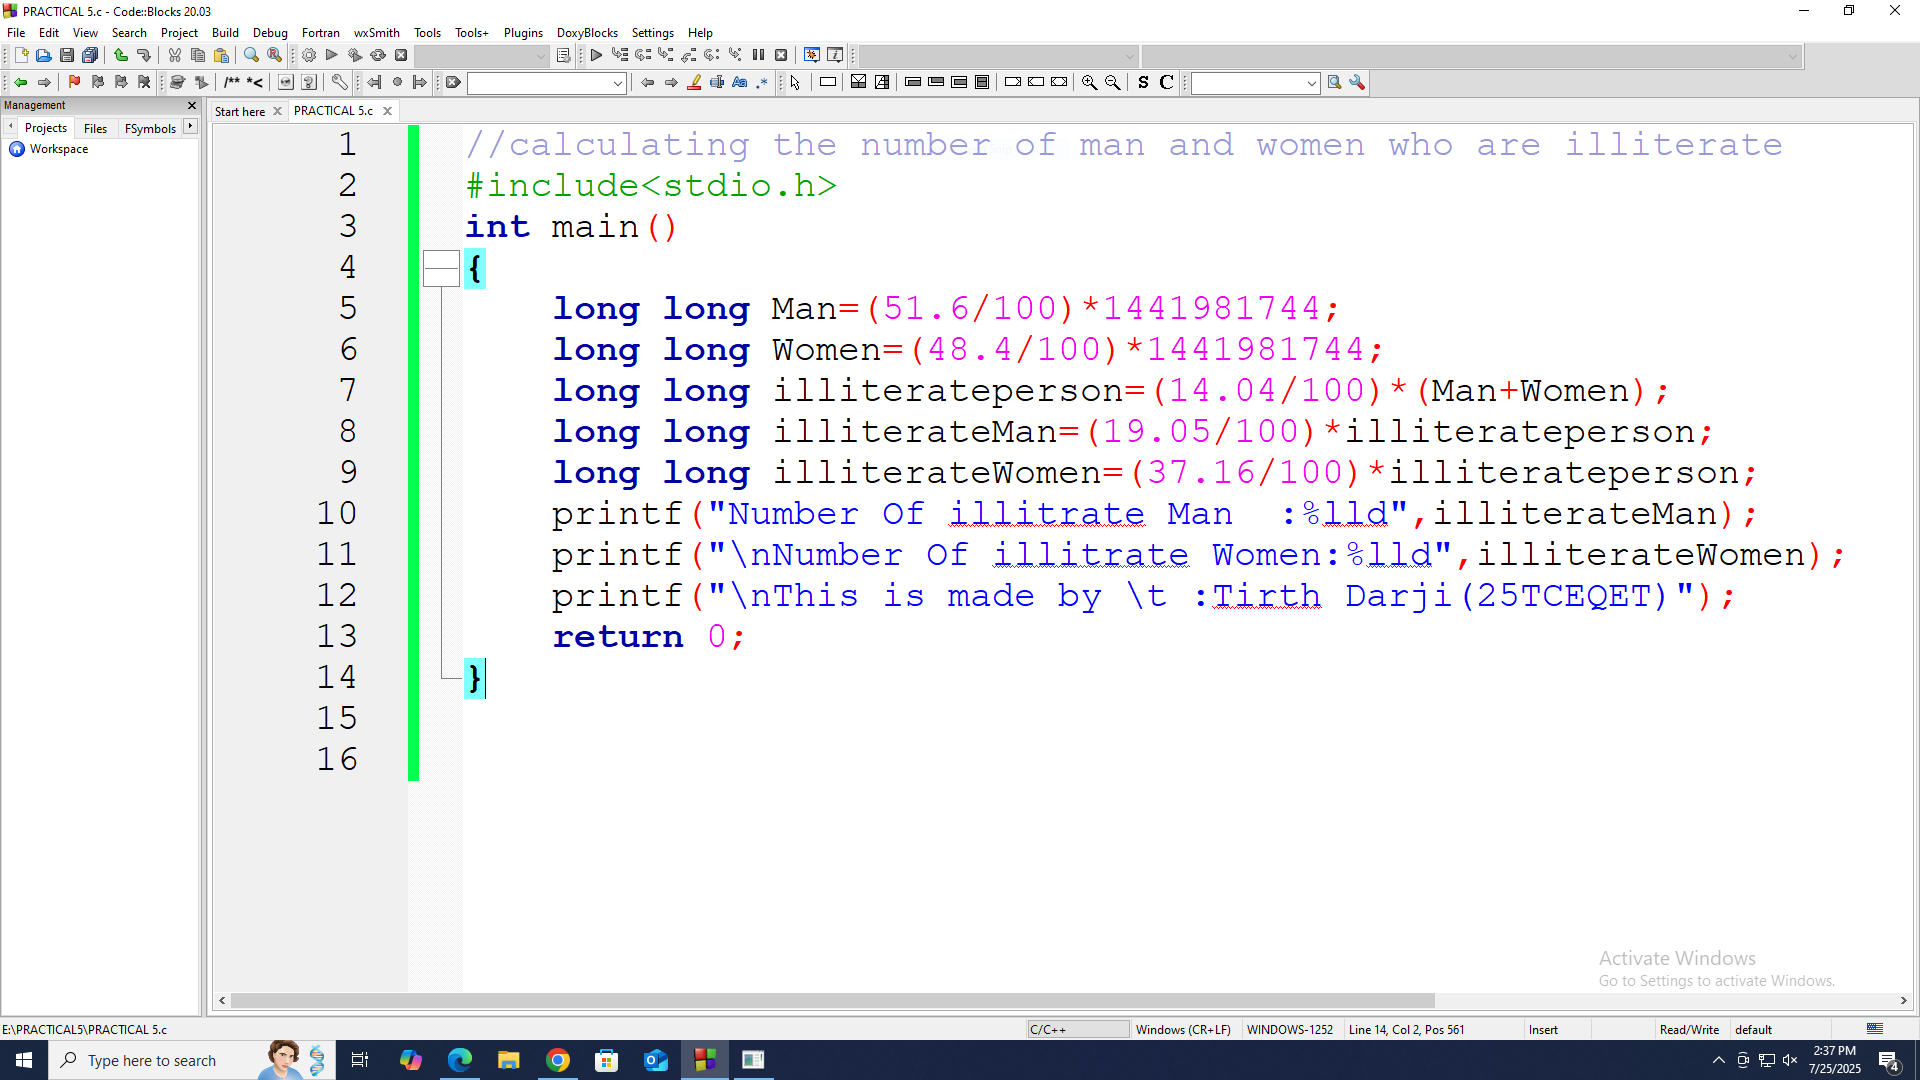 PRACTICAL 5.c - Code::Blocks 20.03
File Edit View Search Project Build Debug Fortran wxSmith Tools Tools+ Plugins DoxyBlocks Settings Help
/** *< Aa .* S C
Management
Projects Files FSymbols
Workspace
Start here PRACTICAL 5.c
1 //calculating the number of man and women who are illiterate
2 #include<stdio.h>
3 int main()
4 {
5 long long Man=(51.6/100)*1441981744;
6 long long Women=(48.4/100)*1441981744;
7 long long illiterateperson=(14.04/100)*(Man+Women);
8 long long illiterateMan=(19.05/100)*illiterateperson;
9 long long illiterateWomen=(37.16/100)*illiterateperson;
10 printf("Number Of illitrate Man  :%lld",illiterateMan);
11 printf("\nNumber Of illitrate Women:%lld",illiterateWomen);
12 printf("\nThis is made by \t :Tirth Darji(25TCEQET)");
13 return 0;
14 }
15
16
Activate Windows
Go to Settings to activate Windows.
E:\PRACTICAL5\PRACTICAL 5.c C/C++ Windows (CR+LF) WINDOWS-1252 Line 14, Col 2, Pos 561 Insert Read/Write default
Type here to search
2:37 PM
7/25/2025
4